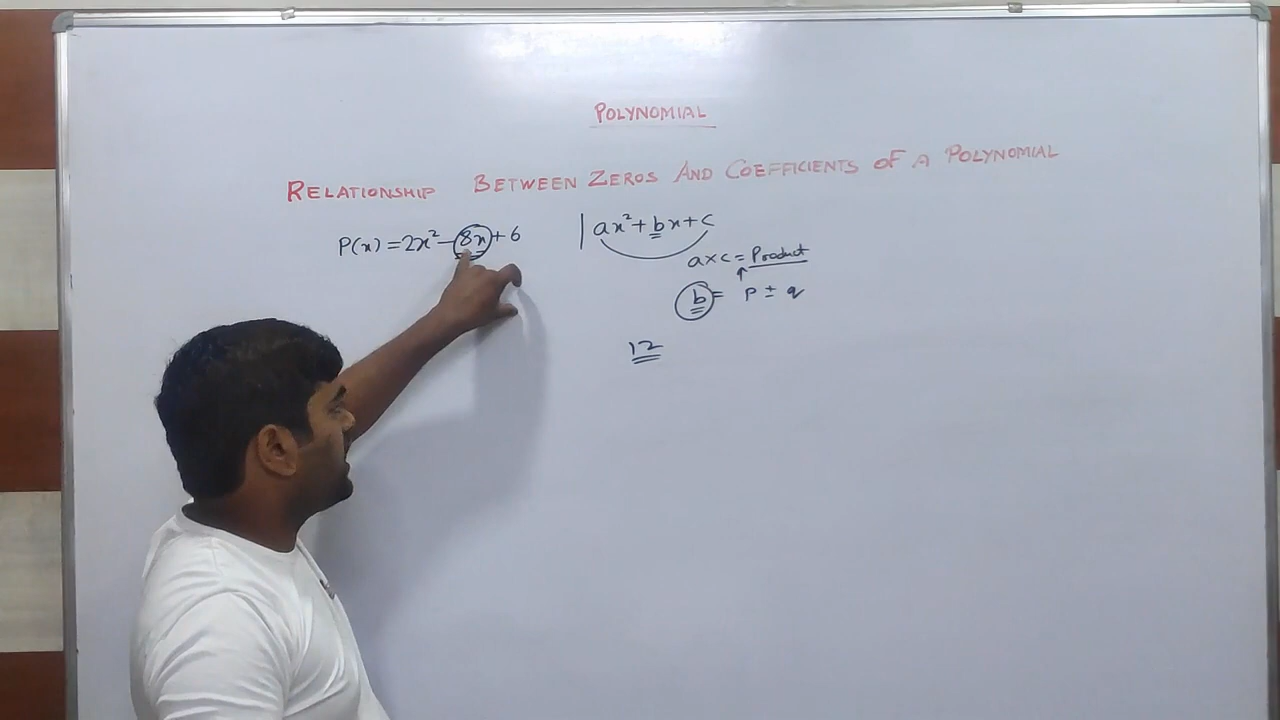 POLYNOMIAL
RELATIONSHIP BETWEEN ZEROS AND COEFFICIENTS OF A POLYNOMIAL
P(x) = 2x² - 8x + 6
ax² + bx + c
a×c = Product
b = p ± q
12